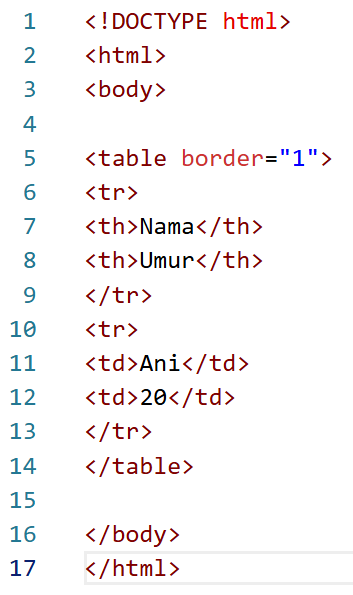 1 <!DOCTYPE html>
2 <html>
3 <body>
4
5 <table border="1">
6 <tr>
7 <th>Nama</th>
8 <th>Umur</th>
9 </tr>
10 <tr>
11 <td>Ani</td>
12 <td>20</td>
13 </tr>
14 </table>
15
16 </body>
17 </html>